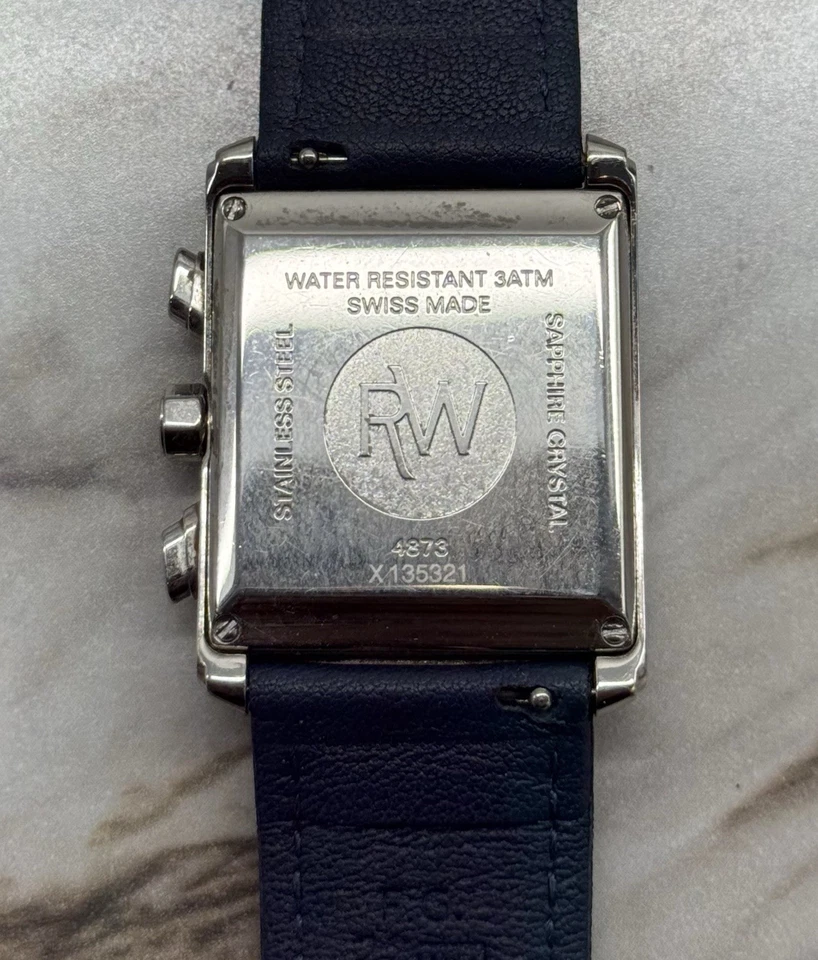 WATER RESISTANT 3ATM
SWISS MADE
STAINLESS STEEL
SAPPHIRE CRYSTAL
RW
4873
X135321